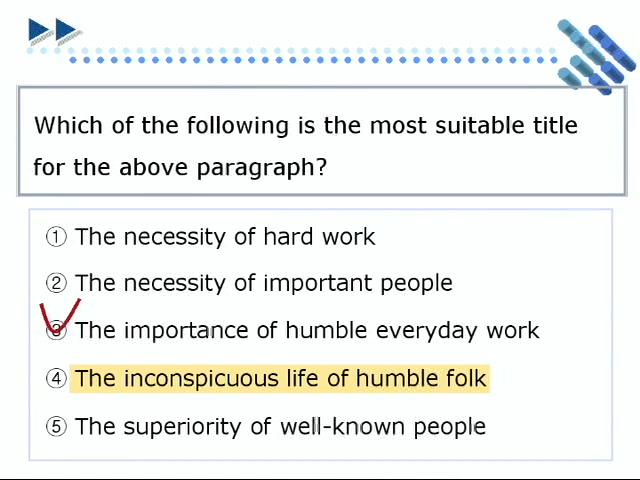 Which of the following is the most suitable title
for the above paragraph?
① The necessity of hard work
② The necessity of important people
③ The importance of humble everyday work
④ The inconspicuous life of humble folk
⑤ The superiority of well-known people